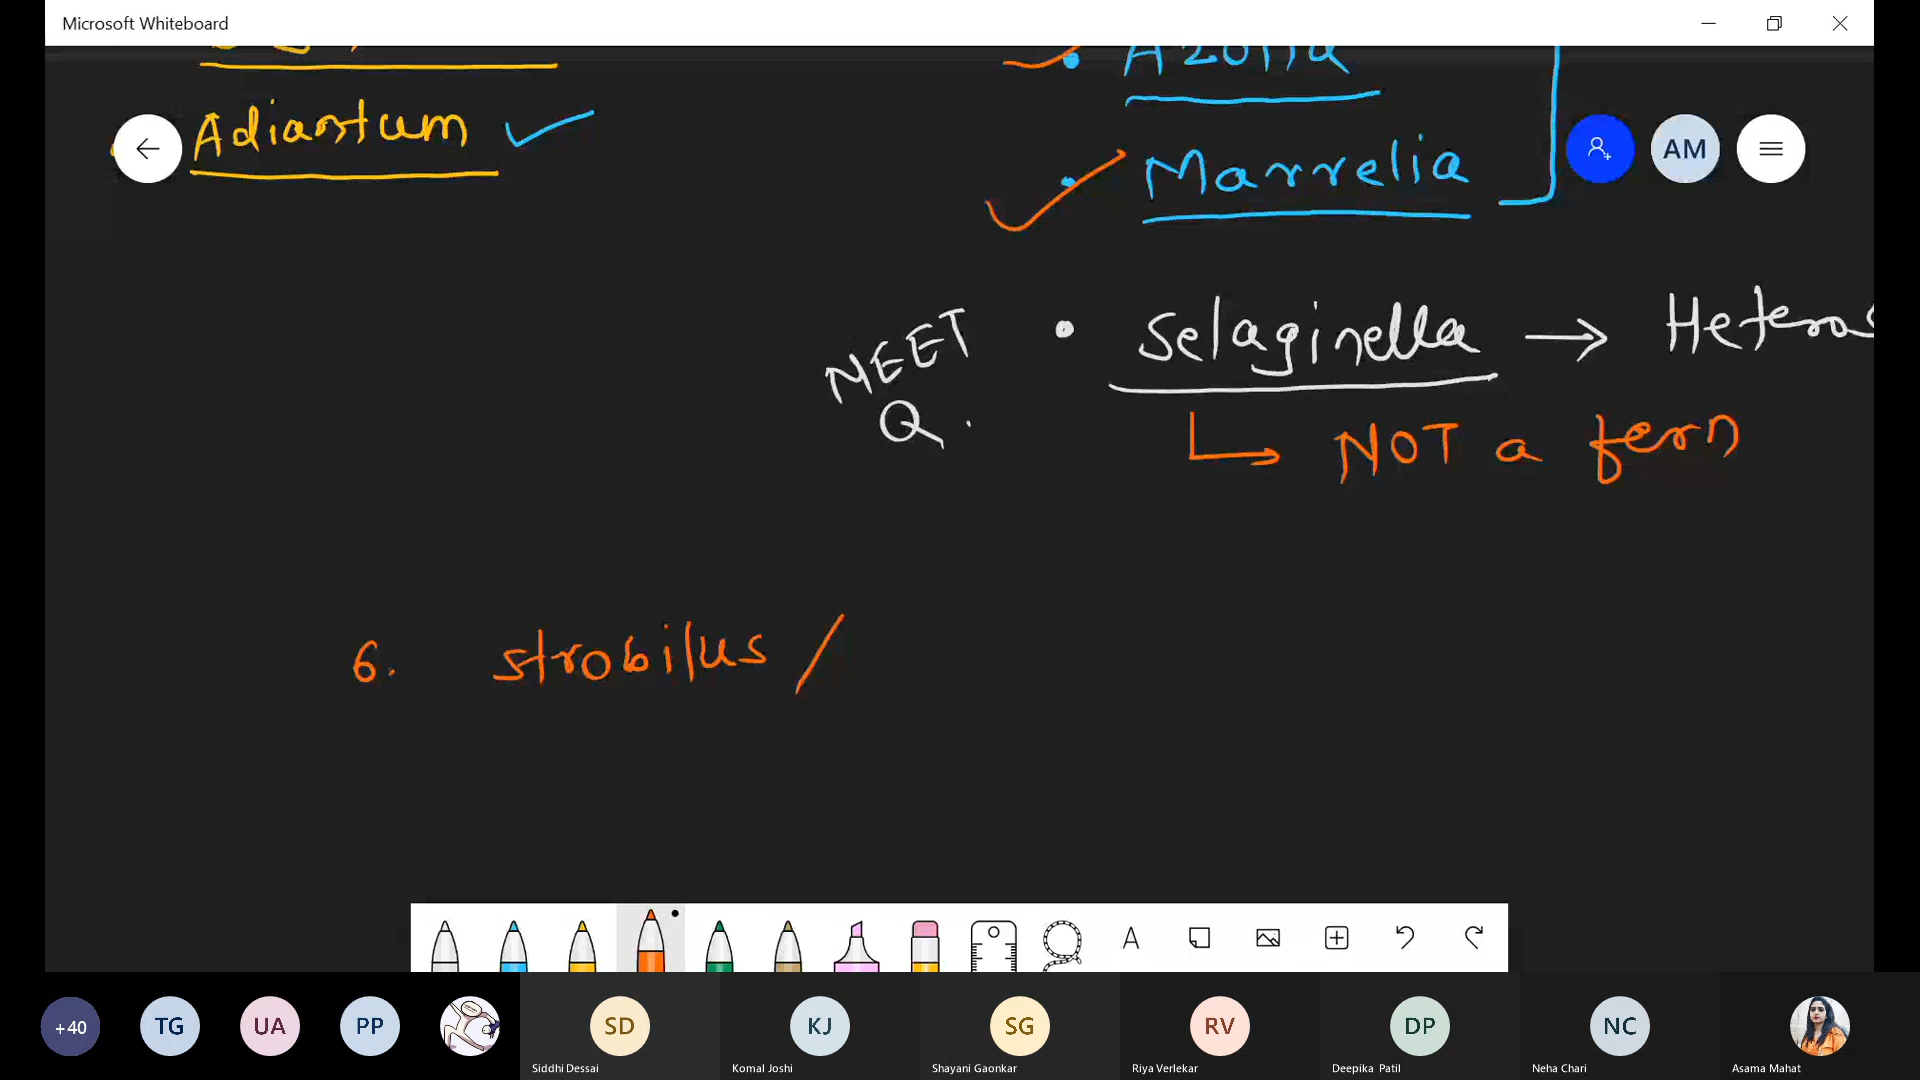 Microsoft Whiteboard
Azolla
Adiantum
AM
Marrelia
NEET
Q.
Selaginella → Heteros
NOT a fern
6. strobilus /
A
+40
TG
UA
PP
SD
KJ
SG
RV
DP
NC
Siddhi Dessai
Komal Joshi
Shayani Gaonkar
Riya Verlekar
Deepika Patil
Neha Chari
Asama Mahat